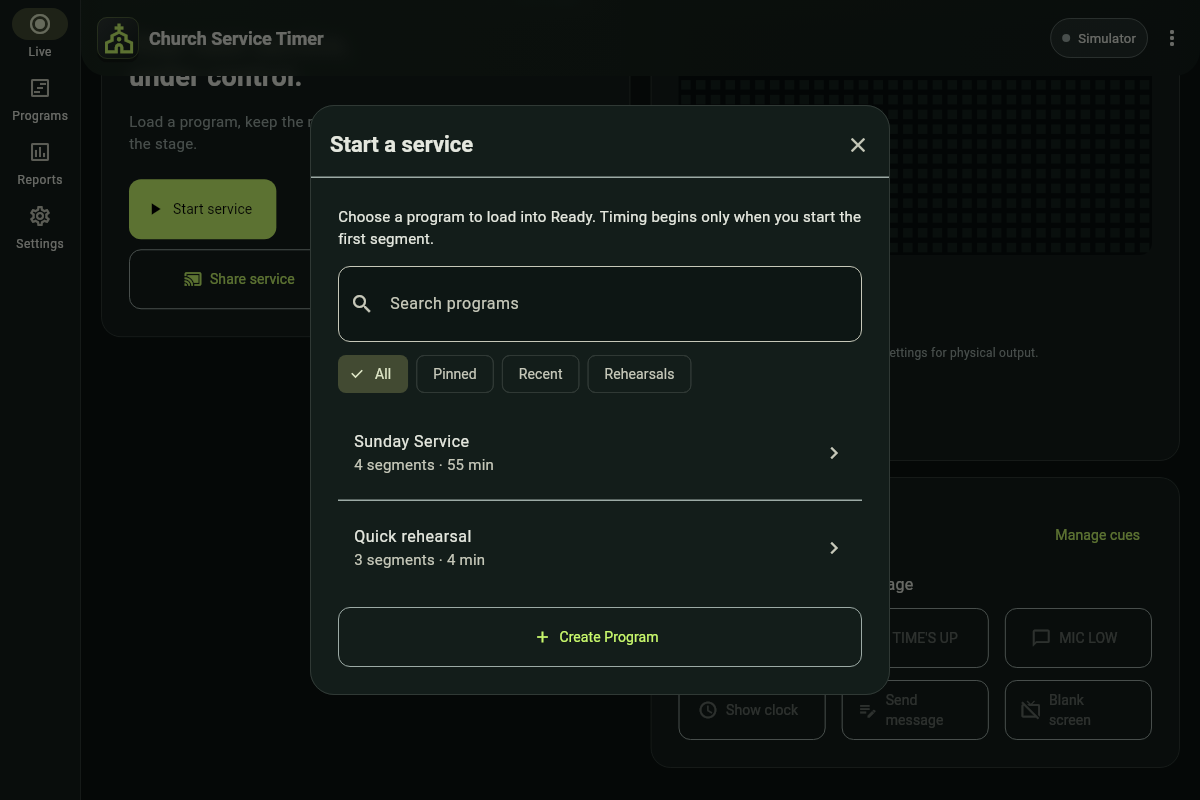 Live
Programs
Reports
Settings
Church Service Timer
Simulator
under control.
Load a program, keep the
the stage.
Start service
Share service
Start a service
Choose a program to load into Ready. Timing begins only when you start the
first segment.
Search programs
All
Pinned
Recent
Rehearsals
Sunday Service
4 segments · 55 min
Quick rehearsal
3 segments · 4 min
Create Program
ettings for physical output.
Manage cues
age
TIME'S UP
MIC LOW
Show clock
Send
message
Blank
screen